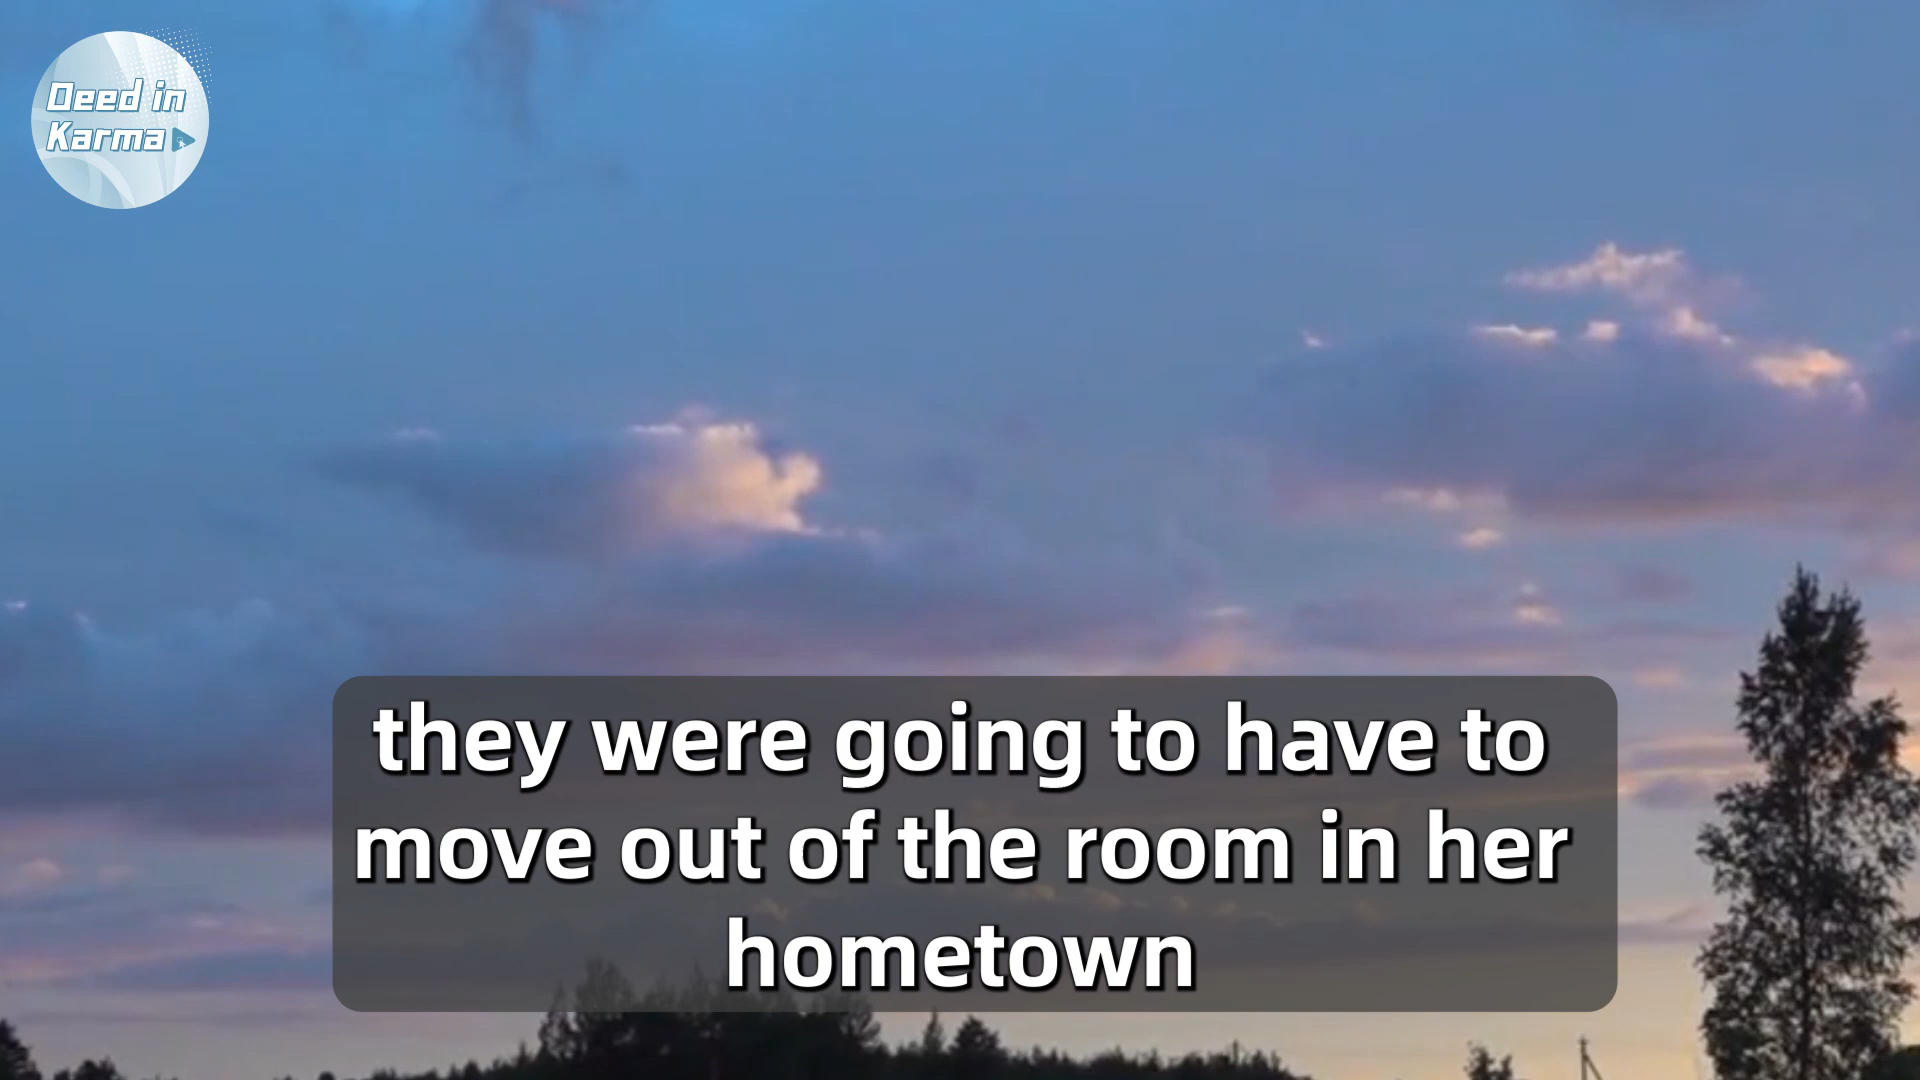 Deed in
Karma
they were going to have to
move out of the room in her
hometown